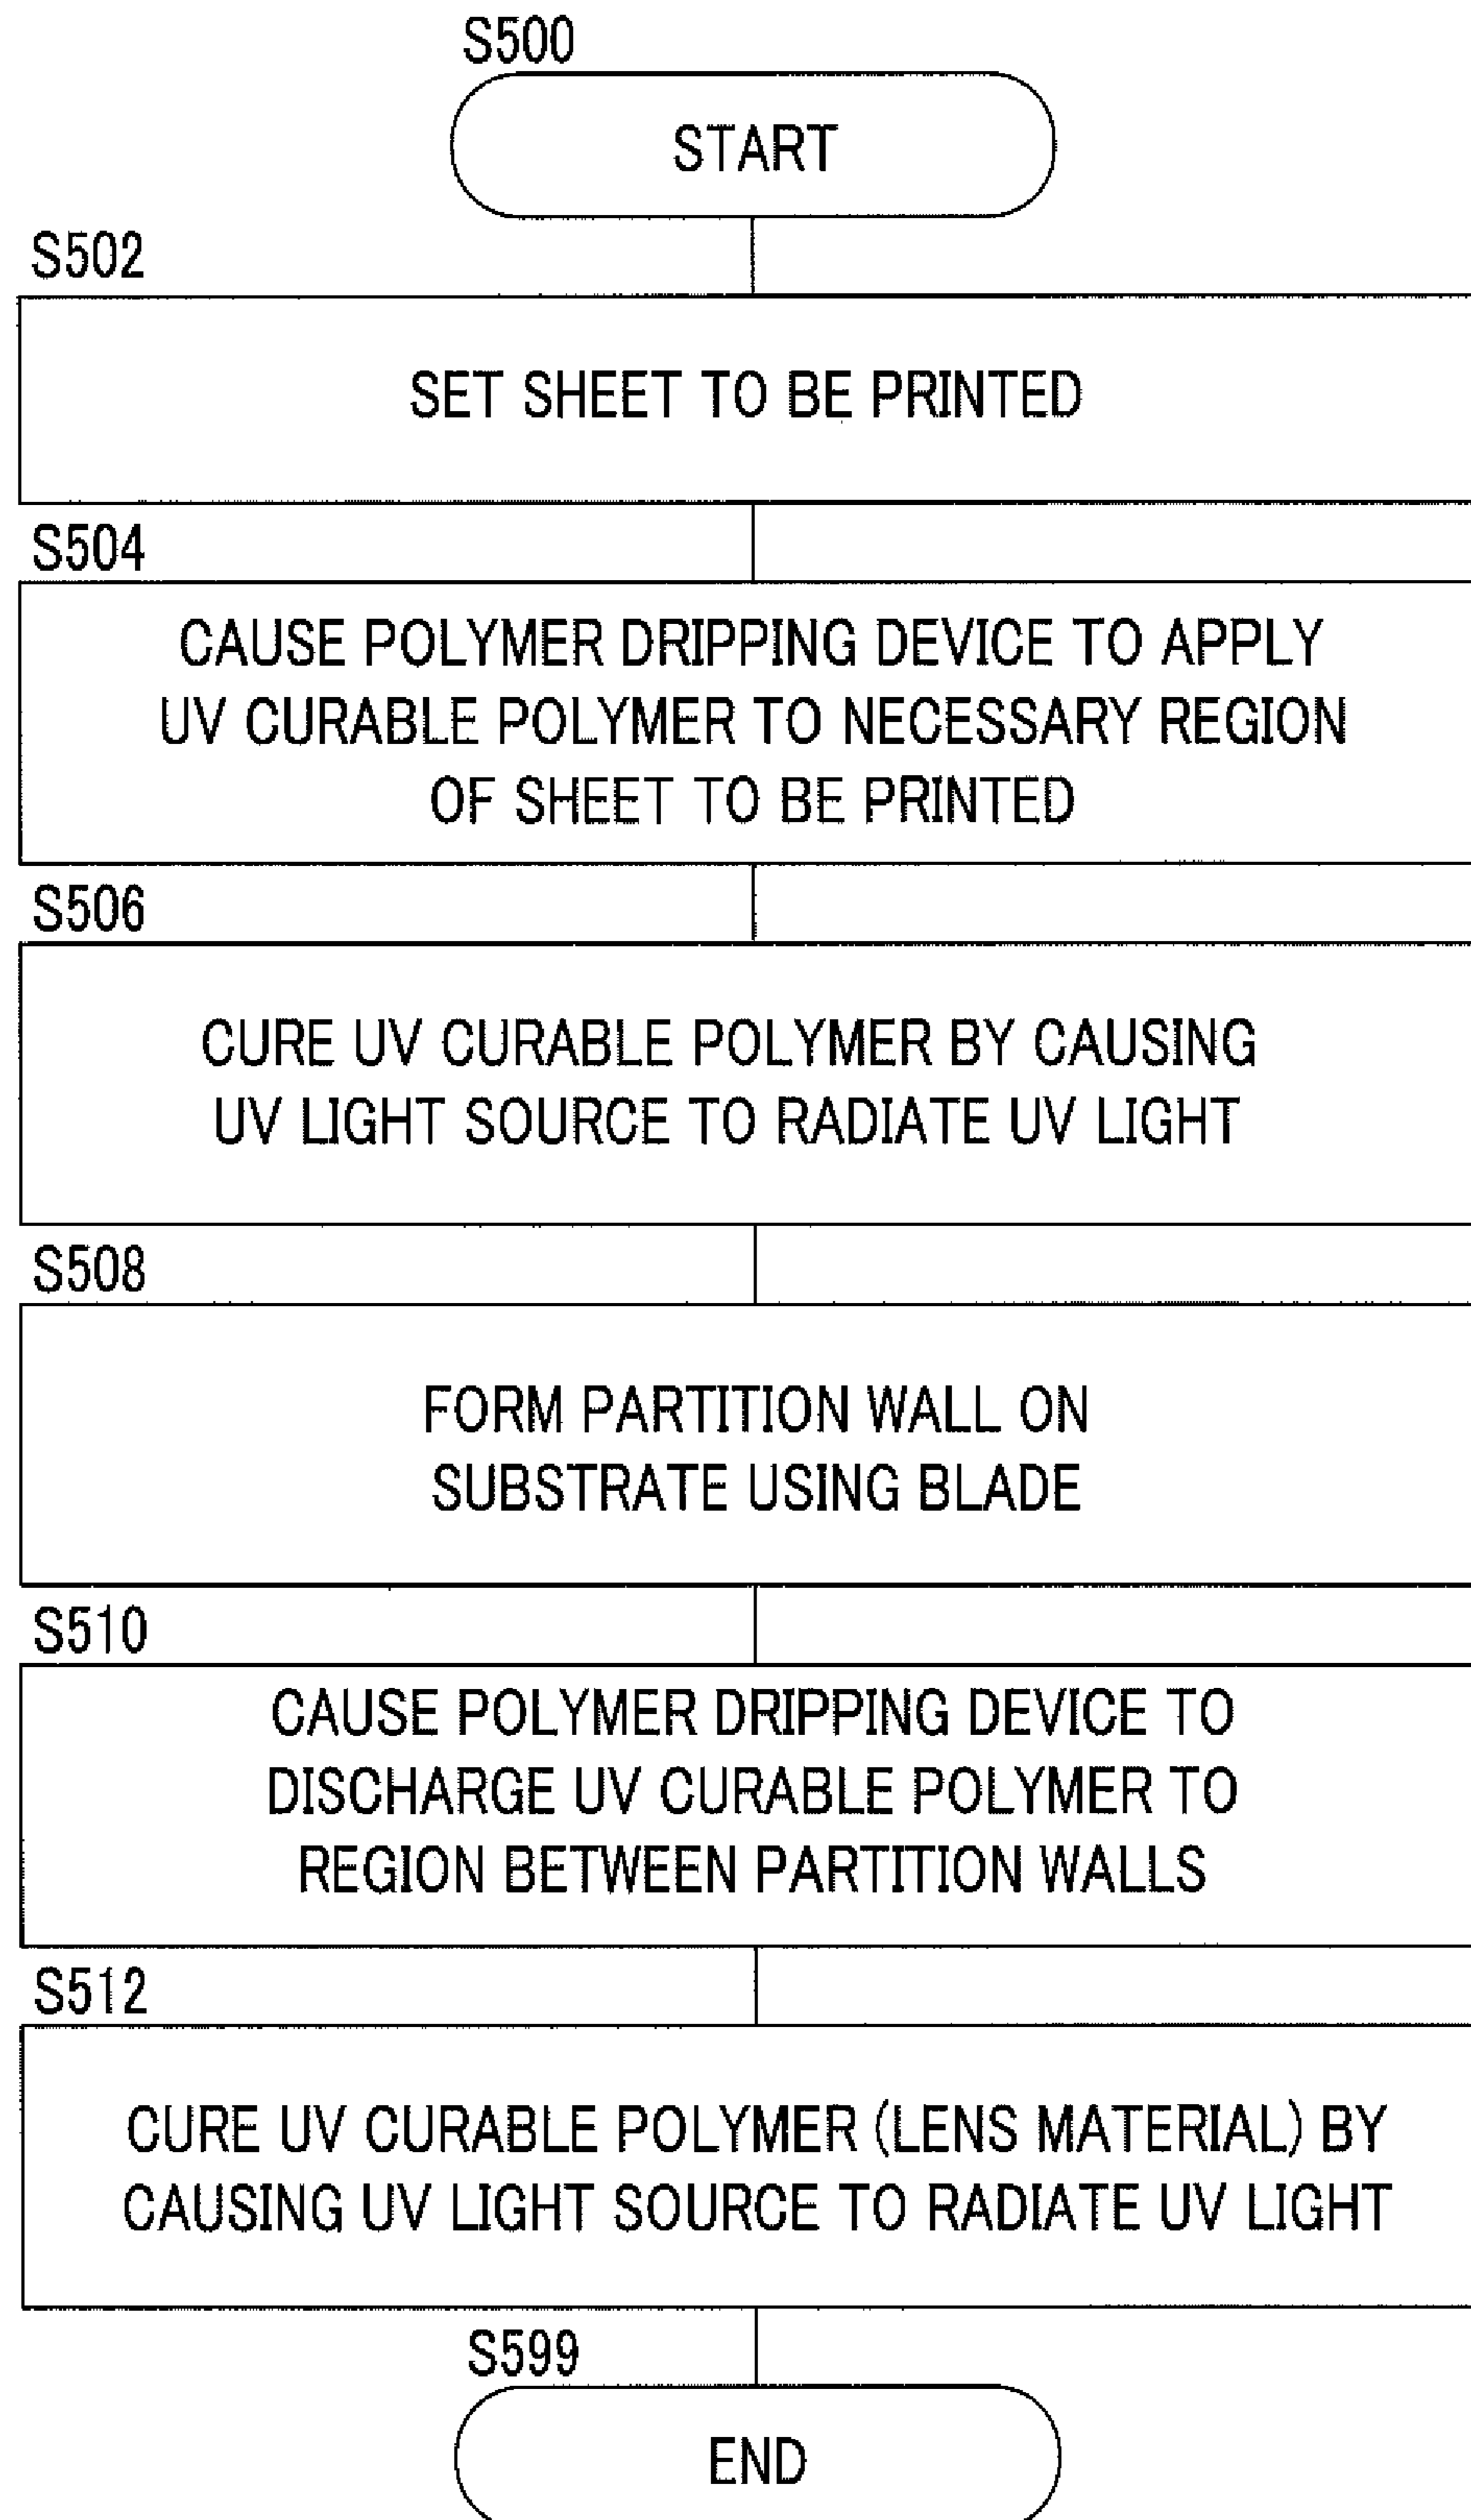 S500
START
S502
SET SHEET TO BE PRINTED
S504
CAUSE POLYMER DRIPPING DEVICE TO APPLY
UV CURABLE POLYMER TO NECESSARY REGION
OF SHEET TO BE PRINTED
S506
CURE UV CURABLE POLYMER BY CAUSING
UV LIGHT SOURCE TO RADIATE UV LIGHT
S508
FORM PARTITION WALL ON
SUBSTRATE USING BLADE
S510
CAUSE POLYMER DRIPPING DEVICE TO
DISCHARGE UV CURABLE POLYMER TO
REGION BETWEEN PARTITION WALLS
S512
CURE UV CURABLE POLYMER (LENS MATERIAL) BY
CAUSING UV LIGHT SOURCE TO RADIATE UV LIGHT
S599
END